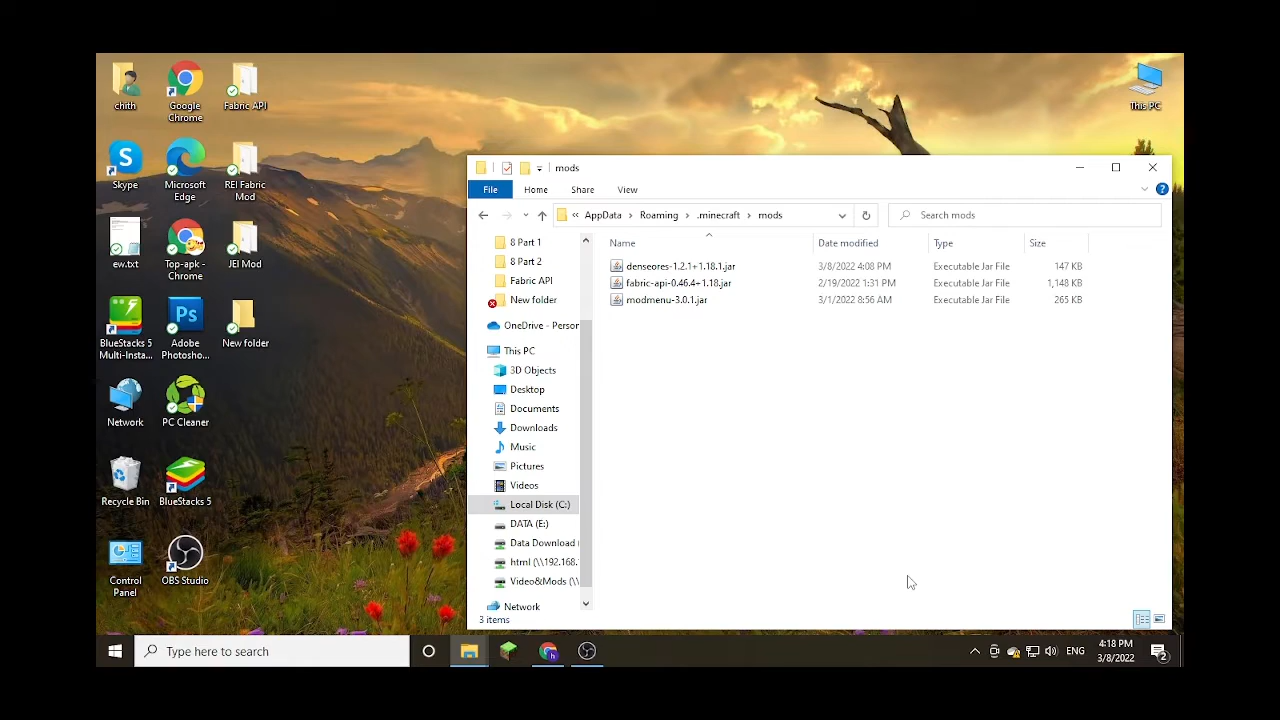 chith
Google Chrome
Fabric API
This PC
Skype
Microsoft Edge
REI Fabric Mod
ew.txt
Top-apk - Chrome
JEI Mod
BlueStacks 5 Multi-Insta...
Adobe Photosho...
New folder
Network
PC Cleaner
Recycle Bin
BlueStacks 5
Control Panel
OBS Studio
mods
File Home Share View
« AppData > Roaming > .minecraft > mods
Search mods
Name Date modified Type Size
denseores-1.2.1+1.18.1.jar 3/8/2022 4:08 PM Executable Jar File 147 KB
fabric-api-0.46.4+1.18.jar 2/19/2022 1:31 PM Executable Jar File 1,148 KB
modmenu-3.0.1.jar 3/1/2022 8:56 AM Executable Jar File 265 KB
8 Part 1
8 Part 2
Fabric API
New folder
OneDrive - Person
This PC
3D Objects
Desktop
Documents
Downloads
Music
Pictures
Videos
Local Disk (C:)
DATA (E:)
Data Download (
html (\\192.168.
Video&Mods (\\
Network
3 items
Type here to search
ENG
4:18 PM
3/8/2022
2